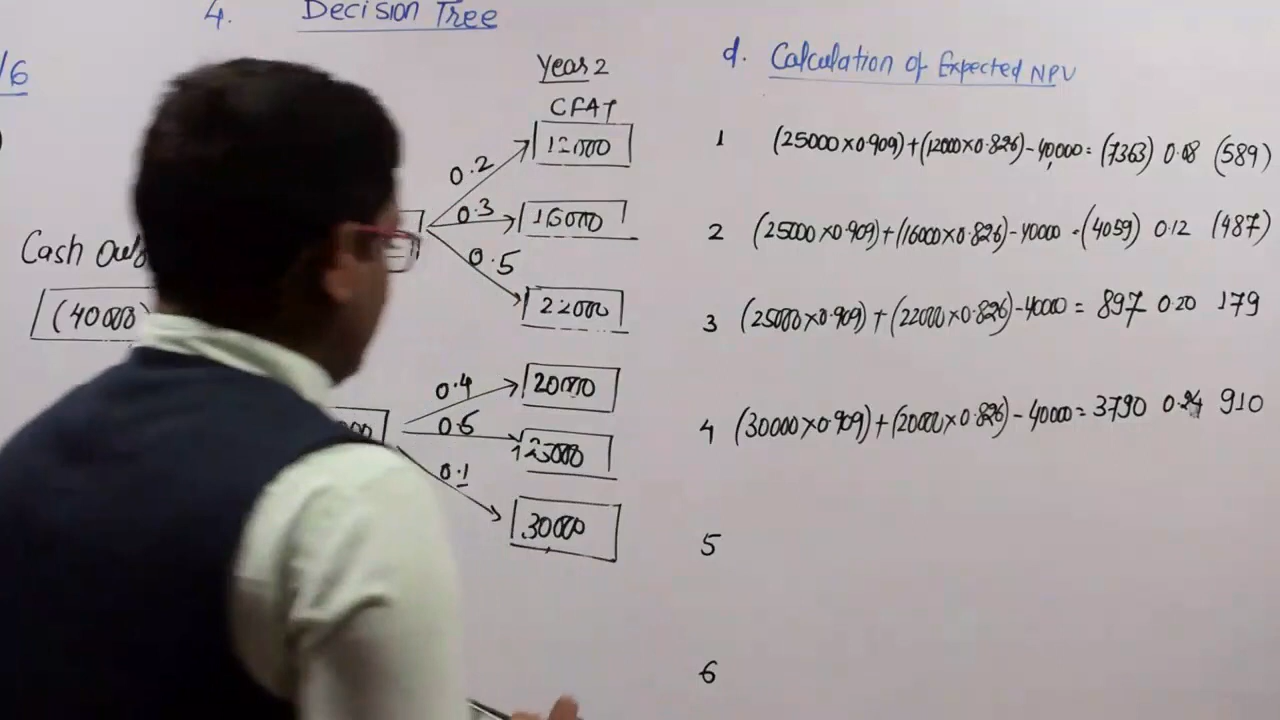 4. Decision Tree
/6
Year 2
CFAT
Cash
(40000)
0.2
12000
0.3
16000
0.5
22000
0.4
20000
0.5
25000
0.1
30000
d. Calculation of Expected NPV
1 (25000×0.909)+(12000×0.826)-40000=(7363) 0.08 (589)
2 (25000×0.909)+(16000×0.826)-40000=(4059) 0.12 (487)
3 (25000×0.909)+(22000×0.826)-40000=897 0.20 179
4 (30000×0.909)+(20000×0.826)-40000=3790 0.24 910
5
6